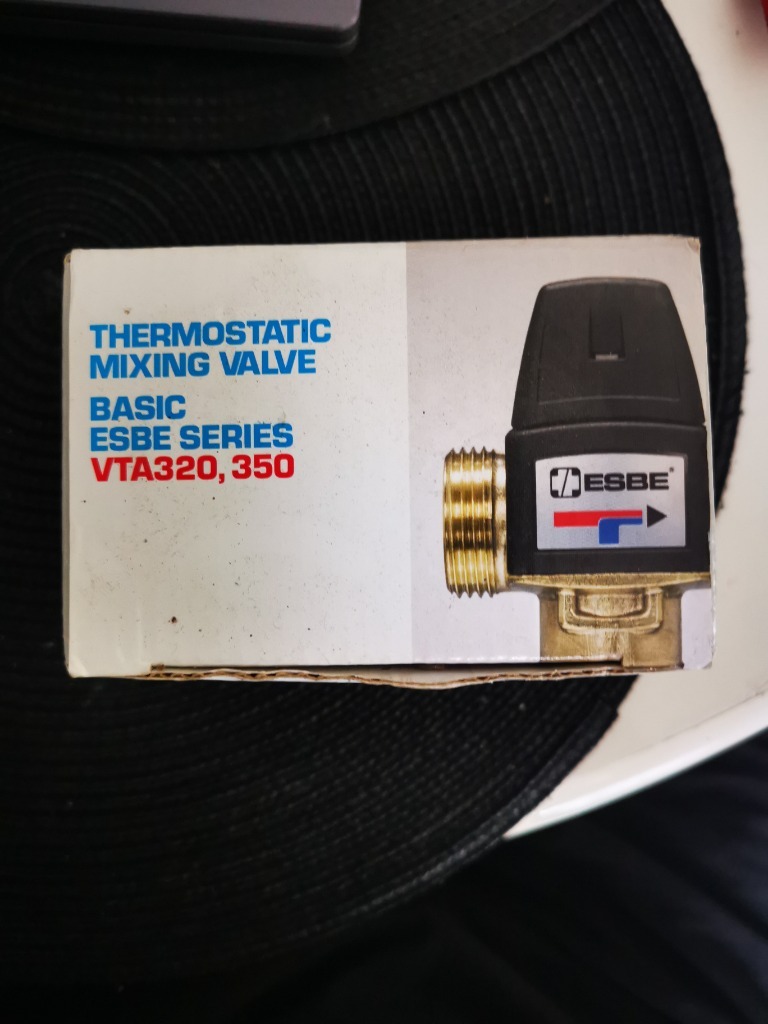 THERMOSTATIC
MIXING VALVE
BASIC
ESBE SERIES
VTA320, 350
ESBE®